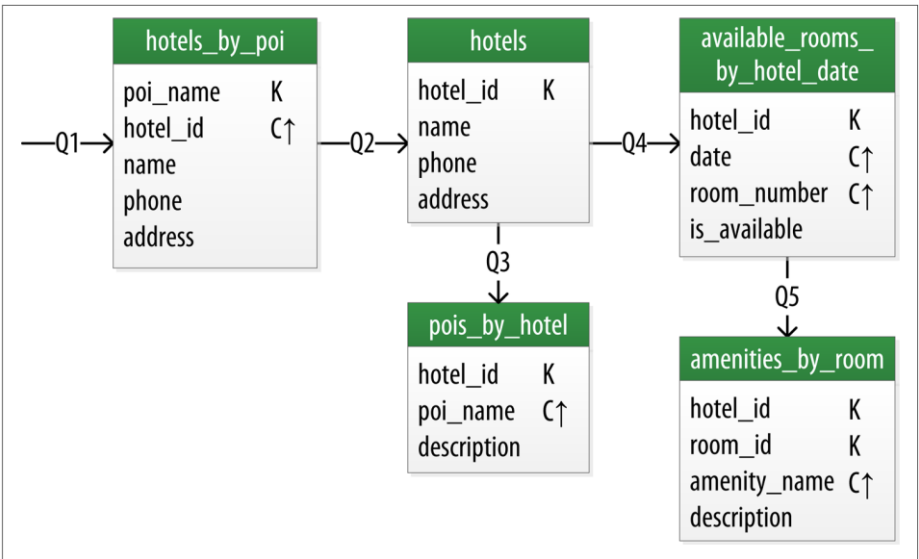 hotels_by_poi
poi_name K
hotel_id C↑
name
phone
address
Q1
Q2
hotels
hotel_id K
name
phone
address
Q3
Q4
pois_by_hotel
hotel_id K
poi_name C↑
description
available_rooms_
by_hotel_date
hotel_id K
date C↑
room_number C↑
is_available
Q5
amenities_by_room
hotel_id K
room_id K
amenity_name C↑
description